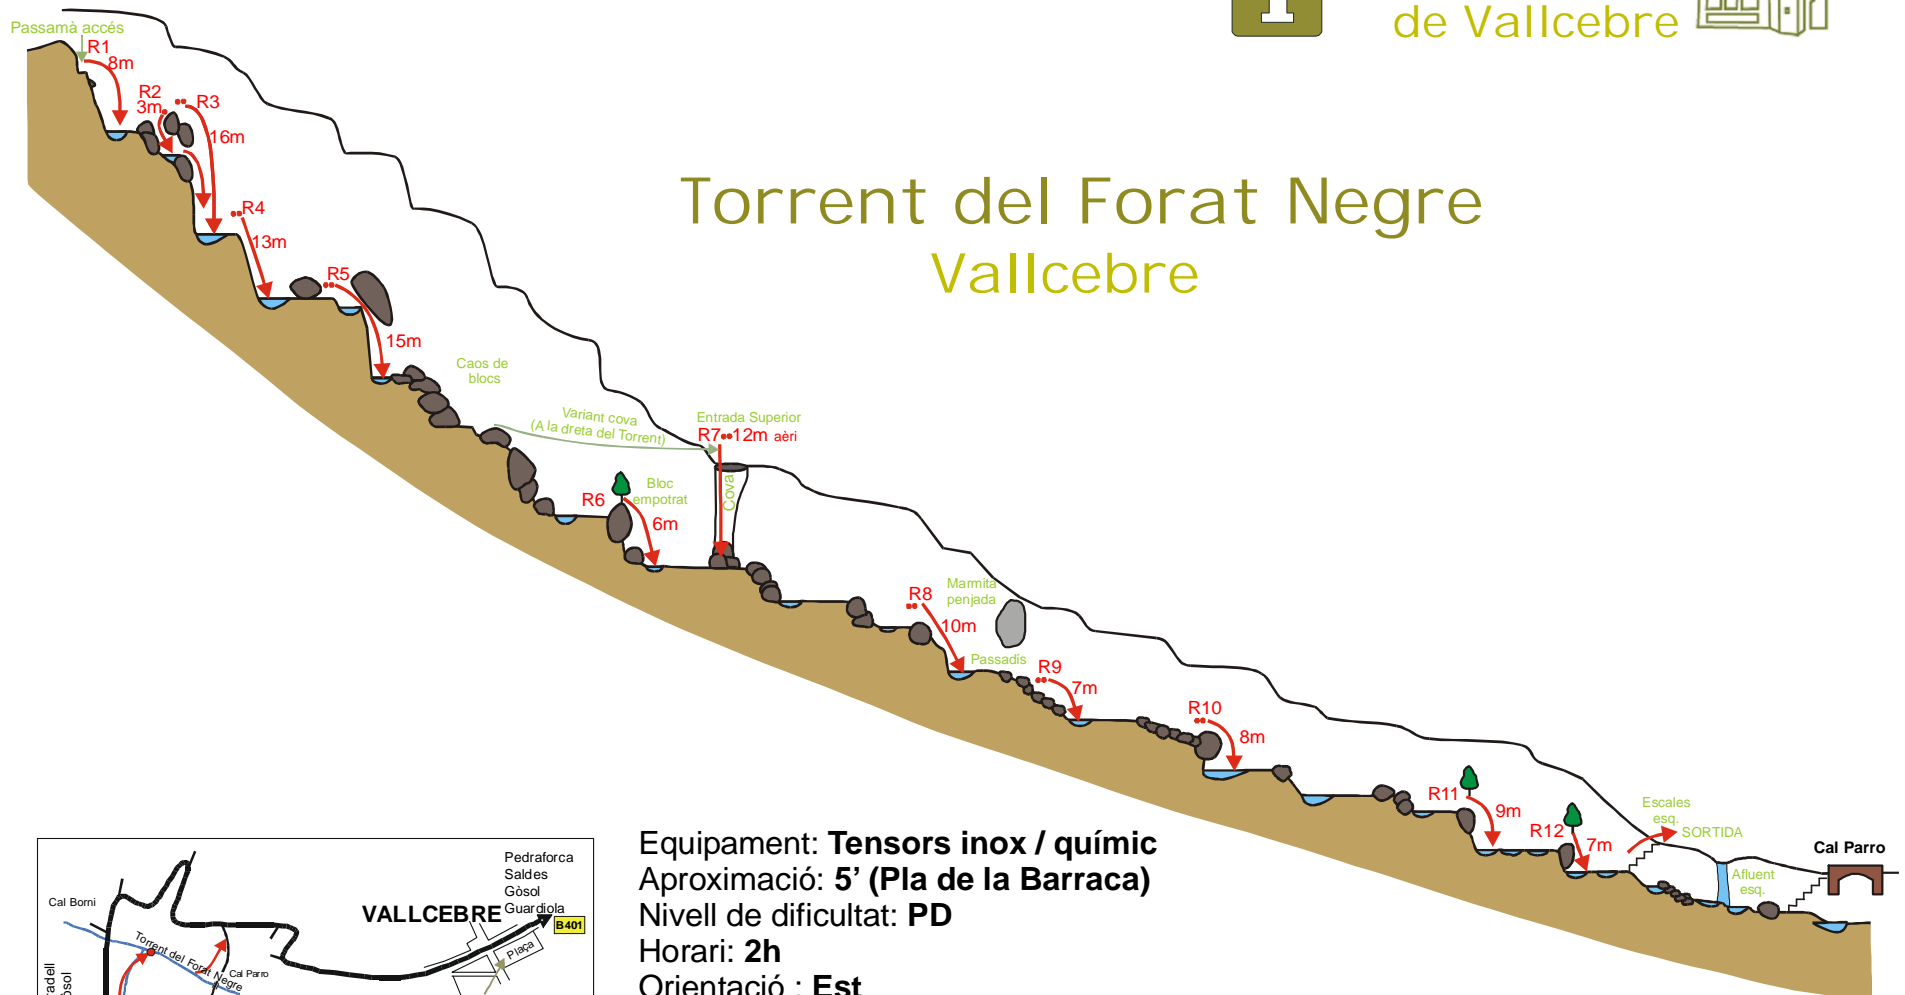 de Vallcebre
Torrent del Forat Negre
Vallcebre
Passamà accés
R1
8m
R2
3m
R3
16m
R4
13m
R5
15m
Caos de
blocs
Variant cova
(A la dreta del Torrent)
Entrada Superior
R7 12m aèri
Cova
R6
Bloc
empotrat
6m
R8
10m
Marmita
penjada
Passadis
R9
7m
R10
8m
R11
9m
R12
7m
Escales
esq.
SORTIDA
Afluent
esq.
Cal Parro
Equipament: Tensors inox / químic
Aproximació: 5’ (Pla de la Barraca)
Nivell de dificultat: PD
Horari: 2h
Orientació : Est
Pedraforca
Saldes
Gòsol
Guardiola
B401
VALLCEBRE
Plaça
Cal Borni
Torrent del Forat Negre
Cal Parro